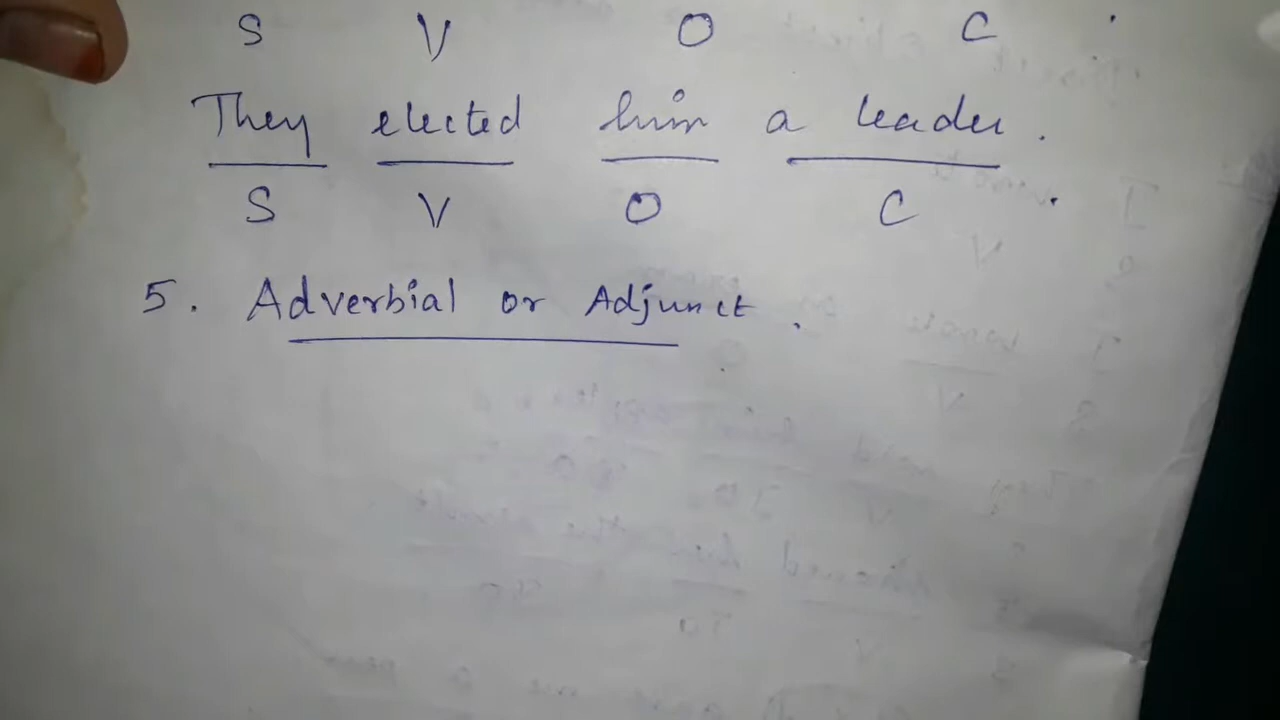 S V O C .
They elected him a leader .
S V O C .
5. Adverbial or Adjunct .